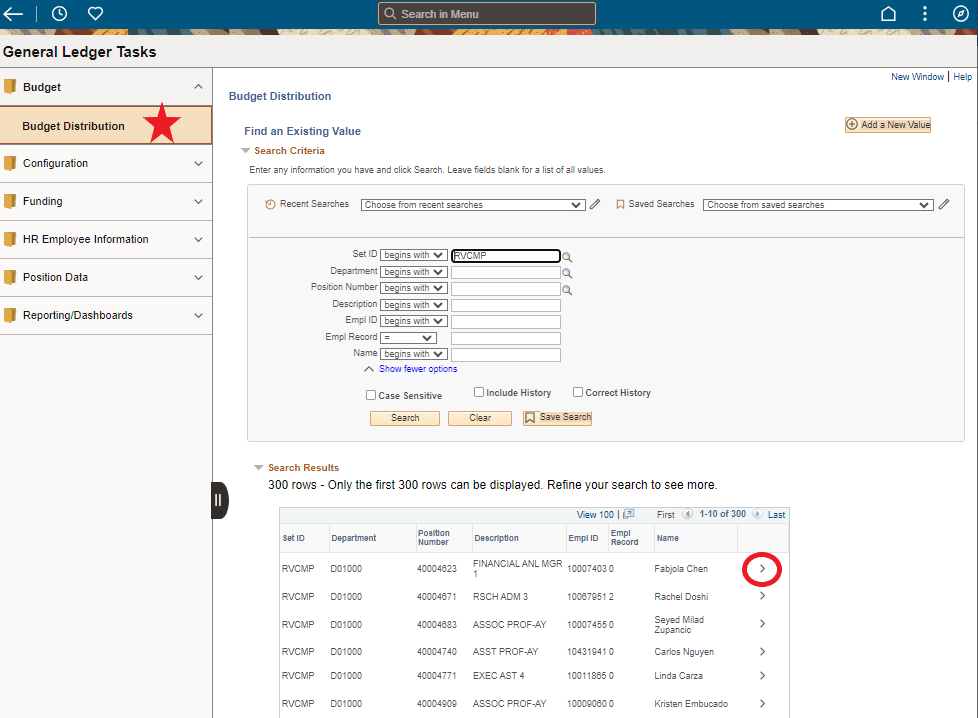 Search in Menu
General Ledger Tasks
Budget
Budget Distribution
Configuration
Funding
HR Employee Information
Position Data
Reporting/Dashboards
New Window | Help
Budget Distribution
Find an Existing Value
Add a New Value
Search Criteria
Enter any information you have and click Search. Leave fields blank for a list of all values.
Recent Searches Choose from recent searches Saved Searches Choose from saved searches
Set ID begins with RVCMP
Department begins with
Position Number begins with
Description begins with
Empl ID begins with
Empl Record =
Name begins with
Show fewer options
Case Sensitive Include History Correct History
Search Clear Save Search
Search Results
300 rows - Only the first 300 rows can be displayed. Refine your search to see more.
View 100 | First 1-10 of 300 Last
Set ID Department Position Number Description Empl ID Empl Record Name
RVCMP D01000 40004623 FINANCIAL ANL MGR 1 10007403 0 Fabjola Chen
RVCMP D01000 40004671 RSCH ADM 3 10067951 2 Rachel Doshi
RVCMP D01000 40004683 ASSOC PROF-AY 10007455 0 Seyed Milad Zupancic
RVCMP D01000 40004740 ASST PROF-AY 10431941 0 Carlos Nguyen
RVCMP D01000 40004771 EXEC AST 4 10011865 0 Linda Carza
RVCMP D01000 40004909 ASSOC PROF-AY 10009060 0 Kristen Embucado